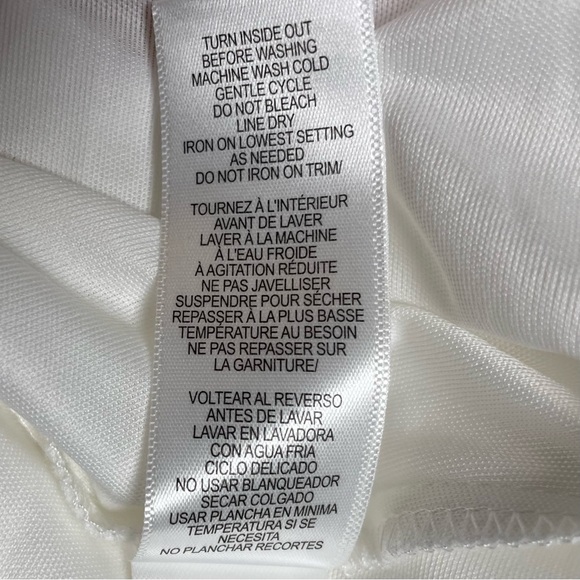 TURN INSIDE OUT
BEFORE WASHING
MACHINE WASH COLD
GENTLE CYCLE
DO NOT BLEACH
LINE DRY
IRON ON LOWEST SETTING
AS NEEDED
DO NOT IRON ON TRIM/
TOURNEZ À L'INTÉRIEUR
AVANT DE LAVER
LAVER À LA MACHINE
À L'EAU FROIDE
À AGITATION RÉDUITE
NE PAS JAVELLISER
SUSPENDRE POUR SÉCHER
REPASSER À LA PLUS BASSE
TEMPÉRATURE AU BESOIN
NE PAS REPASSER SUR
LA GARNITURE/
VOLTEAR AL REVERSO
ANTES DE LAVAR
LAVAR EN LAVADORA
CON AGUA FRIA
CICLO DELICADO
NO USAR BLANQUEADOR
SECAR COLGADO
USAR PLANCHA EN MINIMA
TEMPERATURA SI SE
NECESITA
NO PLANCHAR RECORTES